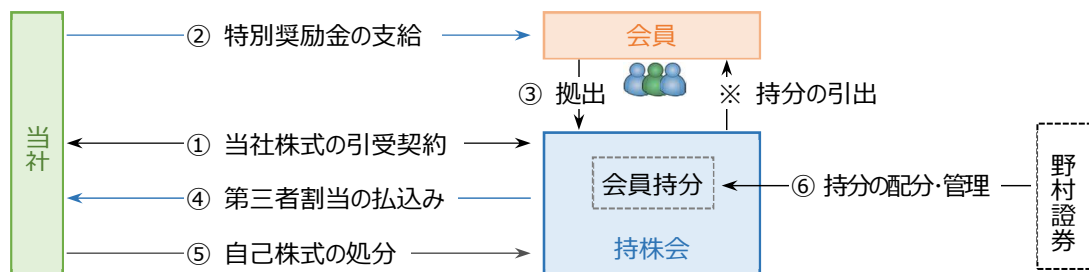 ② 特別奨励金の支給
会員
③ 拠出
※ 持分の引出
当社
① 当社株式の引受契約
会員持分
⑥ 持分の配分・管理
野村證券
④ 第三者割当の払込み
持株会
⑤ 自己株式の処分